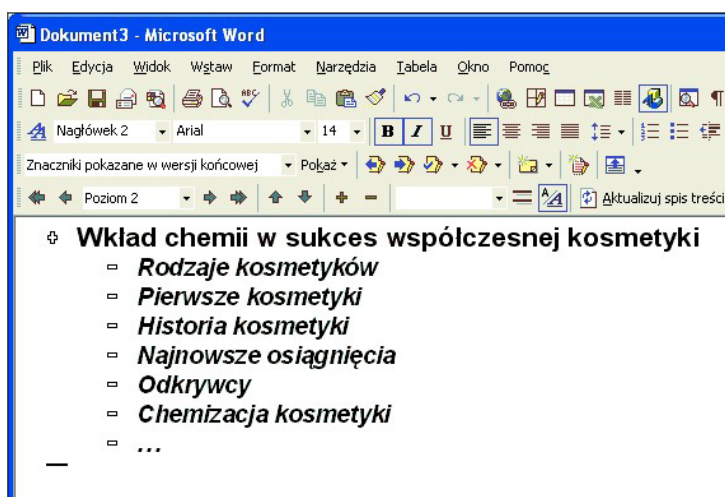 Dokument3 - Microsoft Word
Plik Edycja Widok Wstaw Format Narzędzia Tabela Okno Pomoc
ABC ¶
Nagłówek 2 Arial 14 B I U
Znaczniki pokazane w wersji końcowej Pokaż
Poziom 2 Aktualizuj spis treści
Wkład chemii w sukces współczesnej kosmetyki
Rodzaje kosmetyków
Pierwsze kosmetyki
Historia kosmetyki
Najnowsze osiągnięcia
Odkrywcy
Chemizacja kosmetyki
...